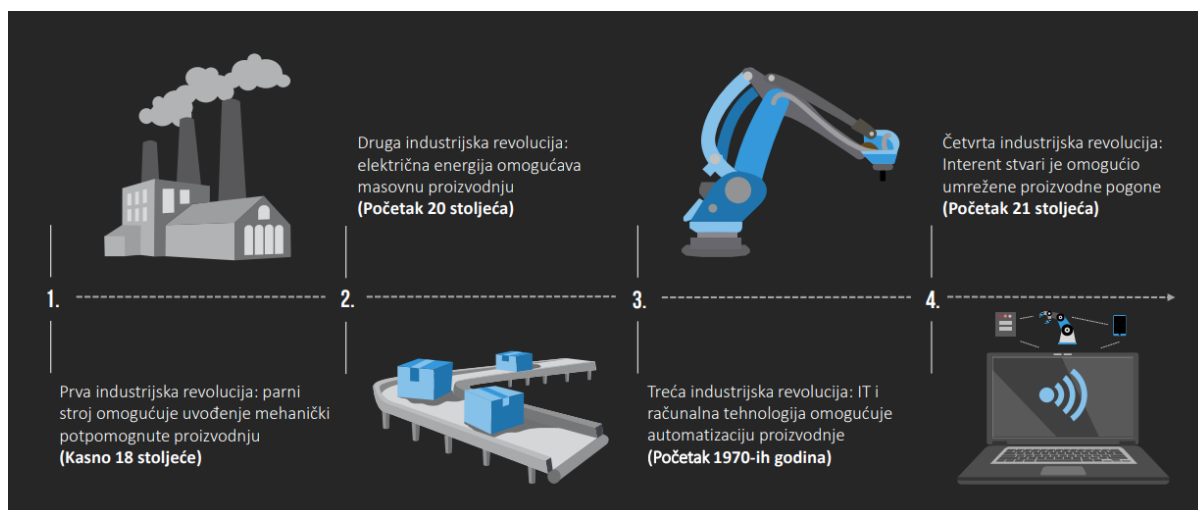 1.
Prva industrijska revolucija: parni
stroj omogućuje uvođenje mehanički
potpomognute proizvodnju
(Kasno 18 stoljeće)
Druga industrijska revolucija:
električna energija omogućava
masovnu proizvodnju
(Početak 20 stoljeća)
2.
3.
Treća industrijska revolucija: IT i
računalna tehnologija omogućuje
automatizaciju proizvodnje
(Početak 1970-ih godina)
Četvrta industrijska revolucija:
Interent stvari je omogućio
umrežene proizvodne pogone
(Početak 21 stoljeća)
4.